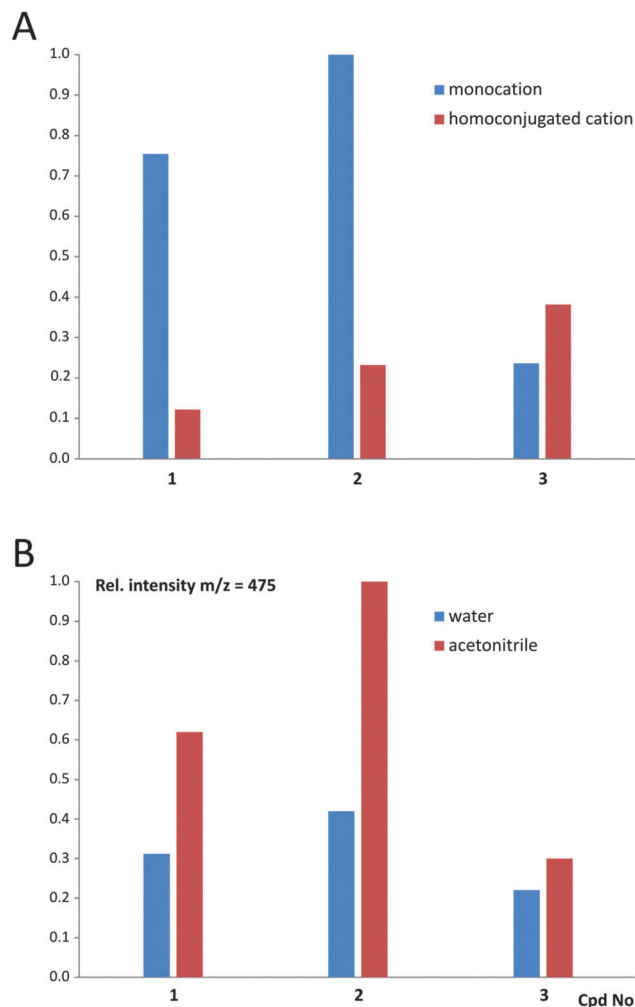 A
1.0
monocation
0.9
homoconjugated cation
0.8
0.7
0.6
0.5
0.4
0.3
0.2
0.1
0.0
1 2 3
B
Rel. intensity m/z = 475
1.0
water
0.9
acetonitrile
0.8
0.7
0.6
0.5
0.4
0.3
0.2
0.1
0.0
1 2 3 Cpd No